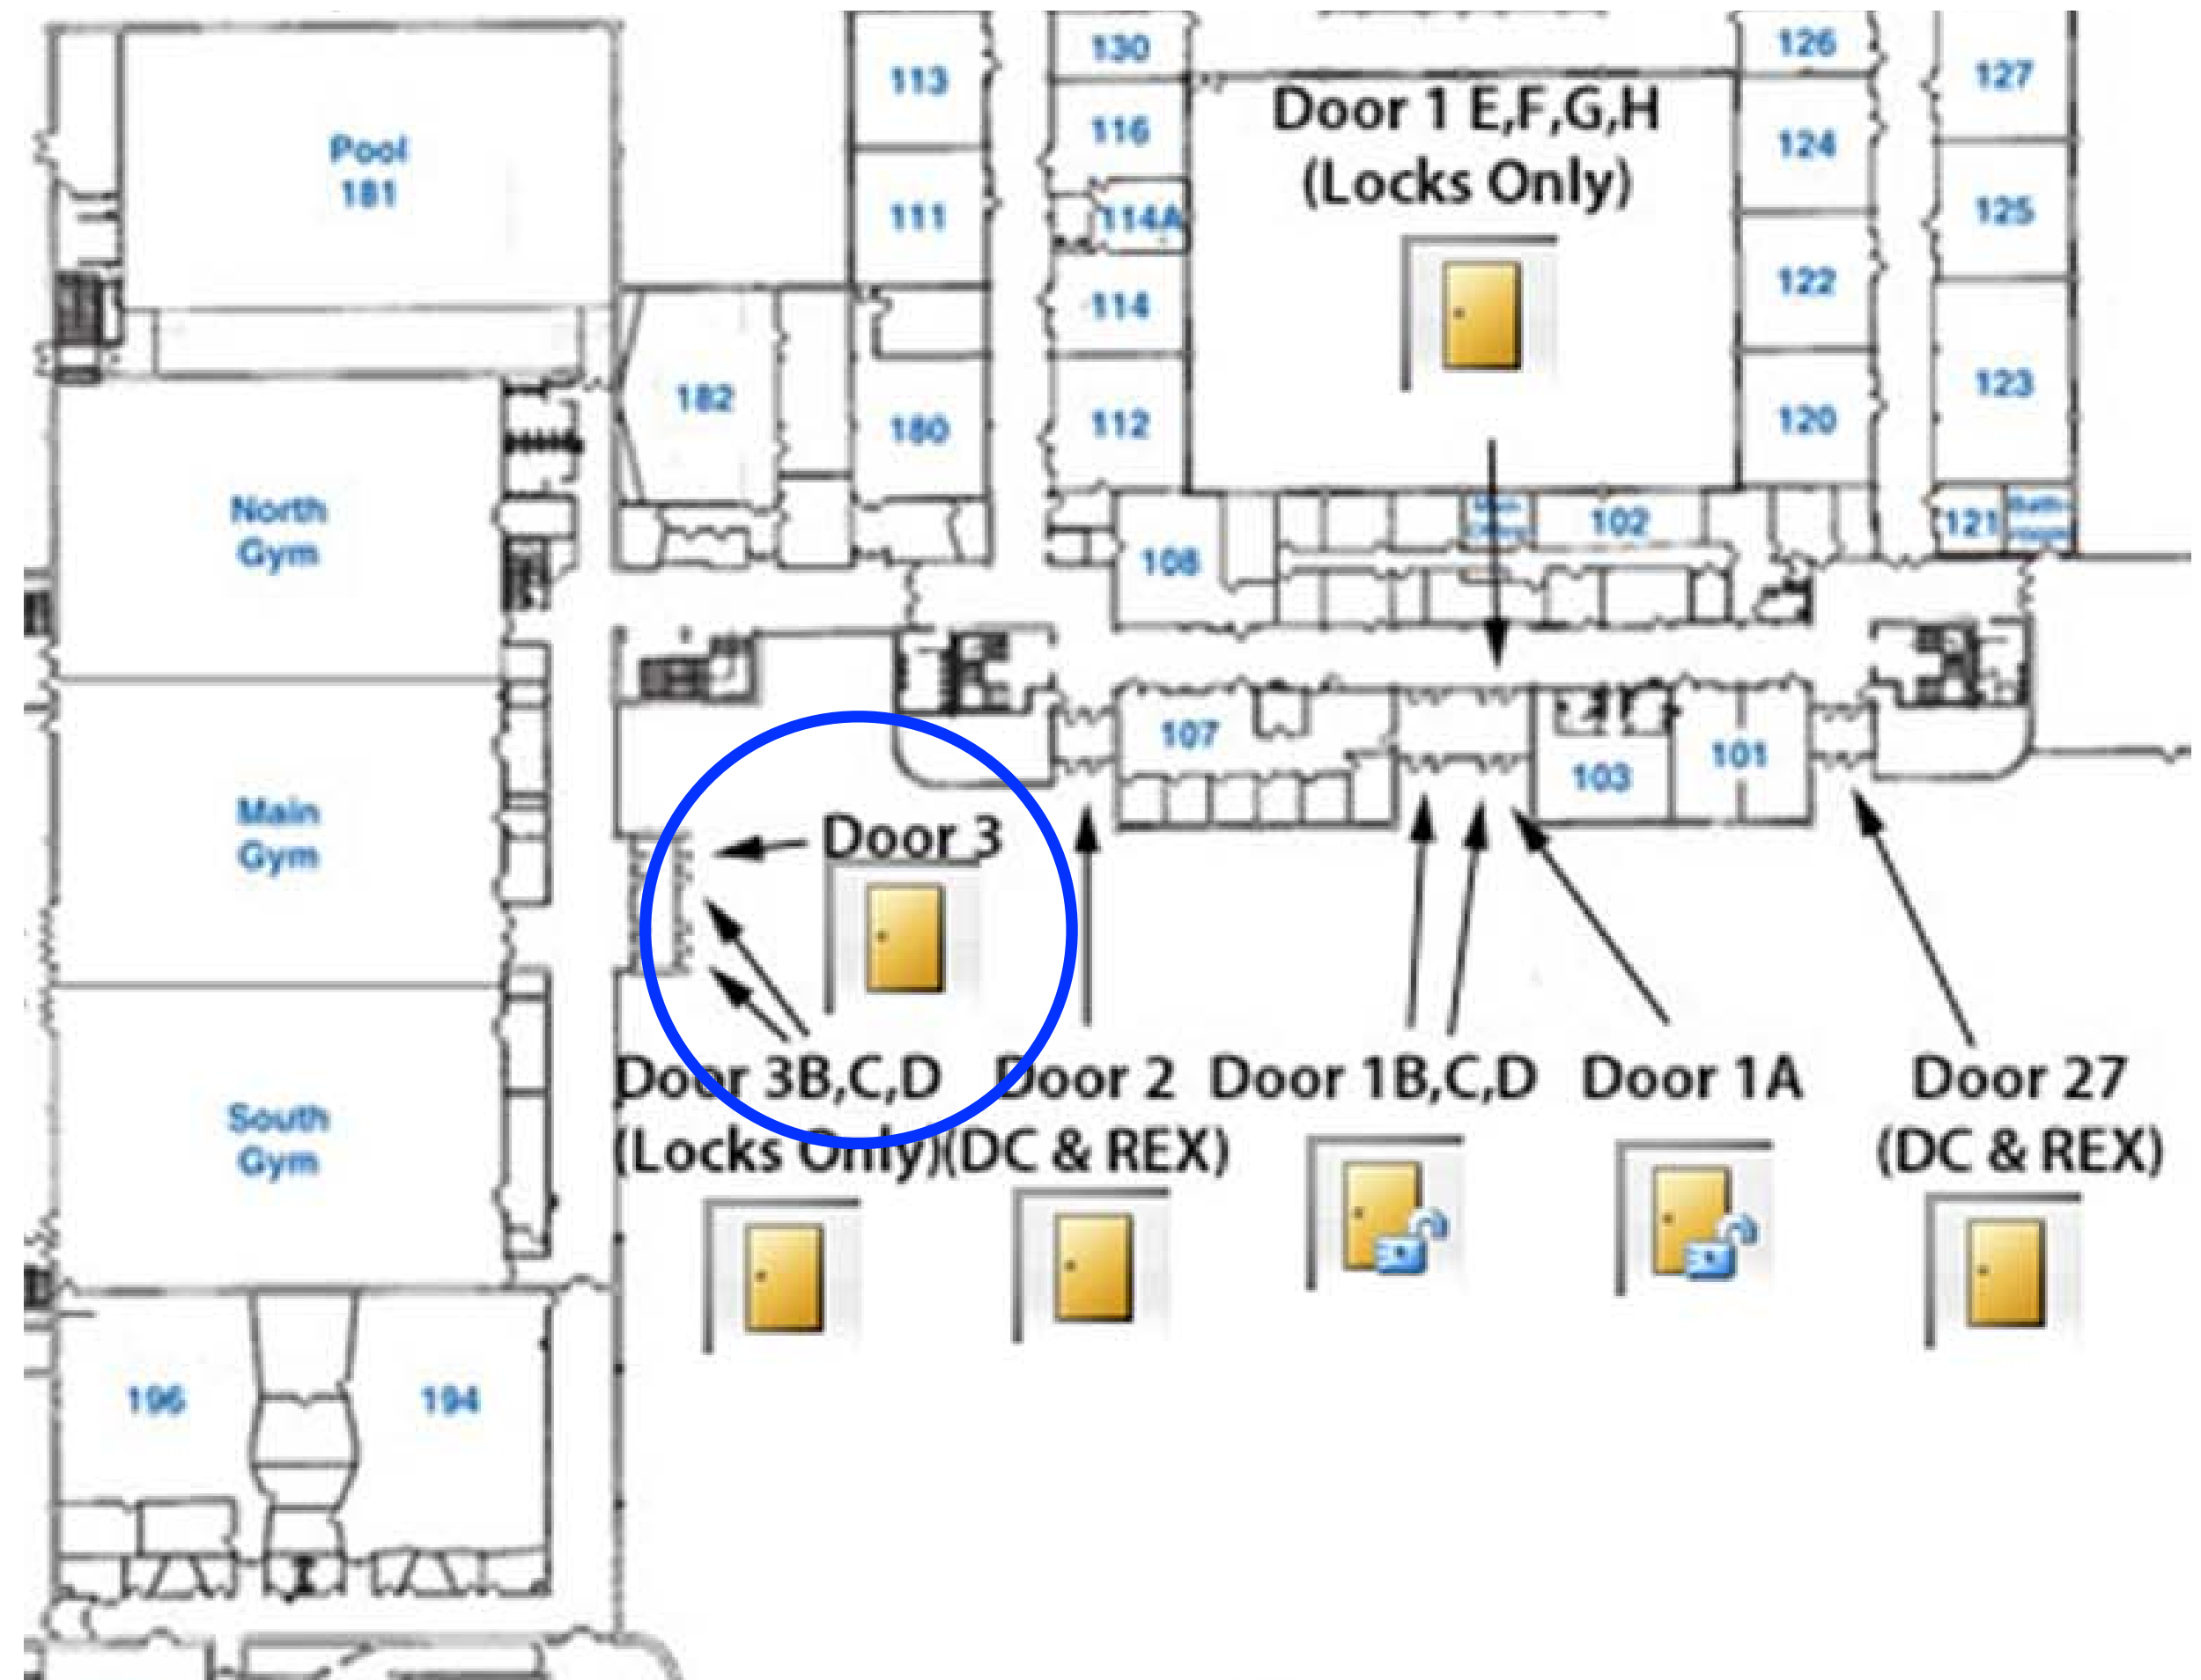 113
130
126
127
Door 1 E,F,G,H
(Locks Only)
Pool
181
116
124
111
114A
125
114
122
182
180
112
120
123
North
Gym
108
102
121
107
103
101
Main
Gym
Door 3
South
Gym
Door 3B,C,D
(Locks Only)
Door 2
(DC & REX)
Door 1B,C,D
Door 1A
Door 27
(DC & REX)
196
194